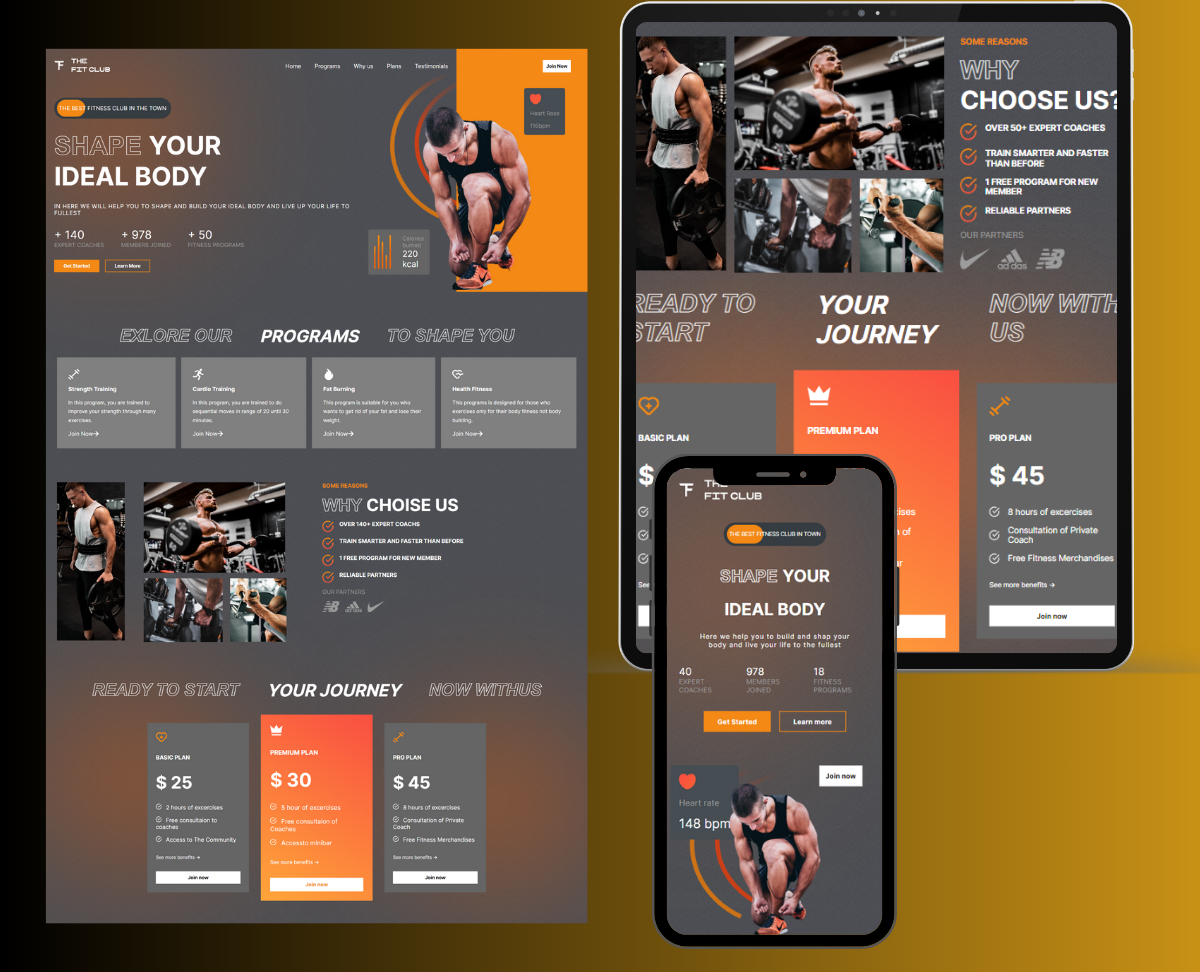 THE
FIT CLUB
Home Programs Why us Plans Testimonials
Join Now
THE BEST FITNESS CLUB IN THE TOWN
SHAPE YOUR
IDEAL BODY
IN HERE WE WILL HELP YOU TO SHAPE AND BUILD YOUR IDEAL BODY AND LIVE UP YOUR LIFE TO
FULLEST
+ 140 + 978 + 50
EXPERT COACHES MEMBERS JOINED FITNESS PROGRAMS
Get Started Learn More
Heart Rate
116bpm
Calories
burned
220
kcal
EXLORE OUR PROGRAMS TO SHAPE YOU
Strength Training
In this program, you are trained to
improve your strength through many
exercises.
Join Now→
Cardio Training
In this program, you are trained to do
sequential moves in range of 20 until 30
minutes.
Join Now→
Fat Burning
This program is suitable for you who
wants to get rid of your fat and lose their
weight.
Join Now→
Health Fitness
This programs is designed for those who
exercises only for their body fitness not body
building.
Join Now→
SOME REASONS
WHY CHOISE US
OVER 140+ EXPERT COACHS
TRAIN SMARTER AND FASTER THAN BEFORE
1 FREE PROGRAM FOR NEW MEMBER
RELIABLE PARTNERS
OUR PARTNERS
READY TO START YOUR JOURNEY NOW WITHUS
BASIC PLAN
$ 25
2 hours of excercises
Free consultaion to
coaches
Access to The Community
See more benefits →
Join now
PREMIUM PLAN
$ 30
5 hour of excercises
Free consultaion of
Coaches
Accessto minibar
See more benefits →
Join now
PRO PLAN
$ 45
8 hours of excercises
Consultation of Private
Coach
Free Fitness Merchandises
See more benefits →
Join now
SOME REASONS
WHY
CHOOSE US?
OVER 50+ EXPERT COACHES
TRAIN SMARTER AND FASTER
THAN BEFORE
1 FREE PROGRAM FOR NEW
MEMBER
RELIABLE PARTNERS
OUR PARTNERS
adidas
READY TO
START
YOUR
JOURNEY
NOW WITH
US
BASIC PLAN
$
See
PREMIUM PLAN
of
PRO PLAN
$ 45
8 hours of excercises
Consultation of Private
Coach
Free Fitness Merchandises
See more benefits →
Join now
THE
FIT CLUB
THE BEST FITNESS CLUB IN TOWN
SHAPE YOUR
IDEAL BODY
Here we help you to build and shap your
body and live your life to the fullest
40 978 18
EXPERT MEMBERS FITNESS
COACHES JOINED PROGRAMS
Get Started Learn more
Join now
Heart rate
148 bpm